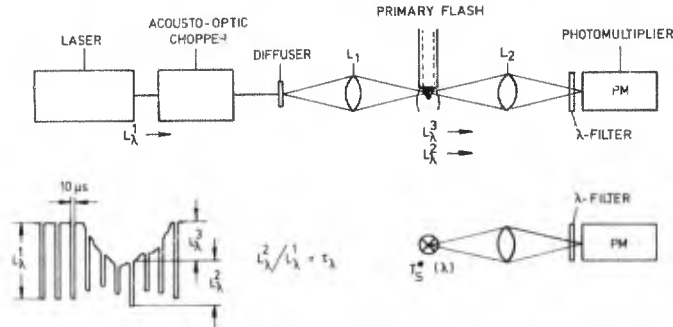 PRIMARY FLASH
ACOUSTO-OPTIC
CHOPPER
LASER
DIFFUSER
L₁
L₂
PHOTOMULTIPLIER
PM
L¹λ
L³λ
L²λ
λ-FILTER
10 µs
L¹λ
L³λ
L²λ
L²λ/L¹λ = τλ
λ-FILTER
PM
T*S (λ)